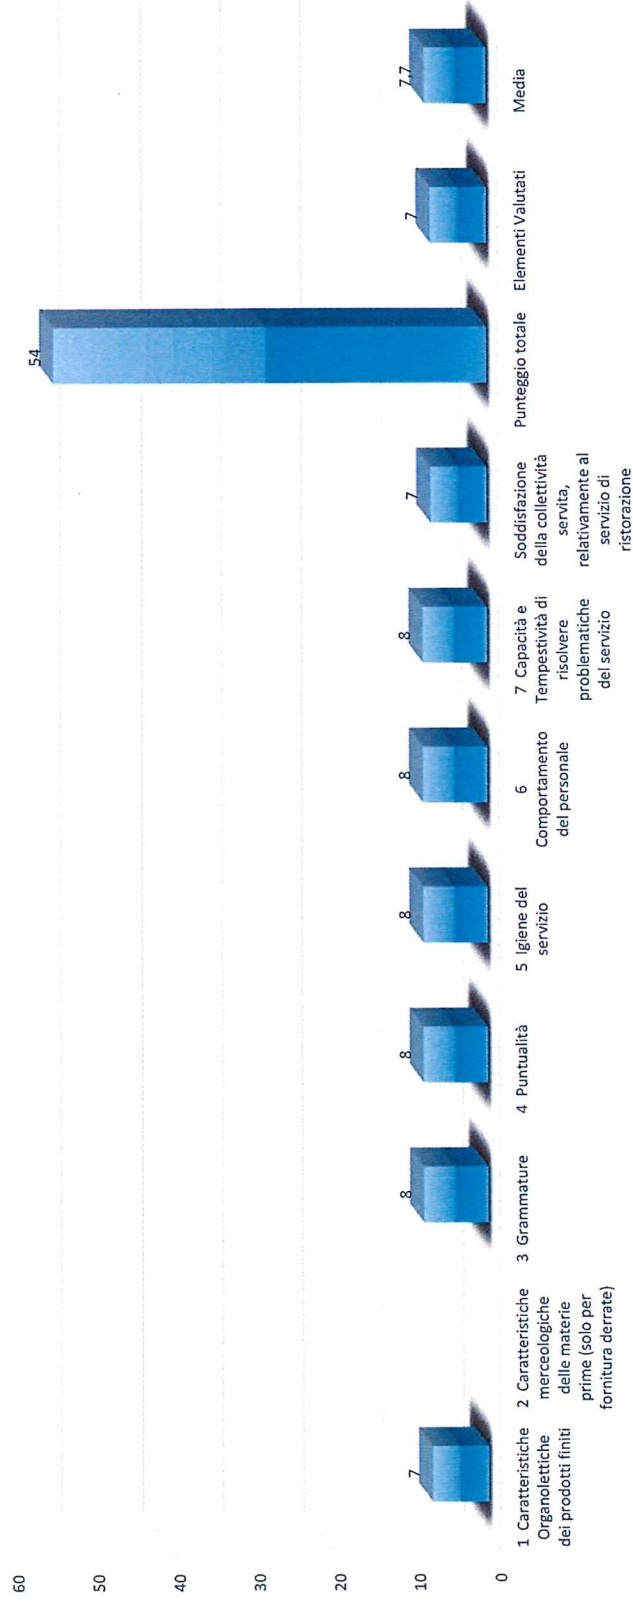 60
50
40
30
20
10
0
7
8
8
8
8
8
7
54
7
7,7
1 Caratteristiche
Organolettiche
dei prodotti finiti
2 Caratteristiche
merceologiche
delle materie
prime (solo per
fornitura derrate)
3 Grammature
4 Puntualità
5 Igiene del
servizio
6
Comportamento
del personale
7 Capacità e
Tempestività di
risolvere
problematiche
del servizio
Soddisfazione
della collettività
servita,
relativamente al
servizio di
ristorazione
Punteggio totale
Elementi Valutati
Media